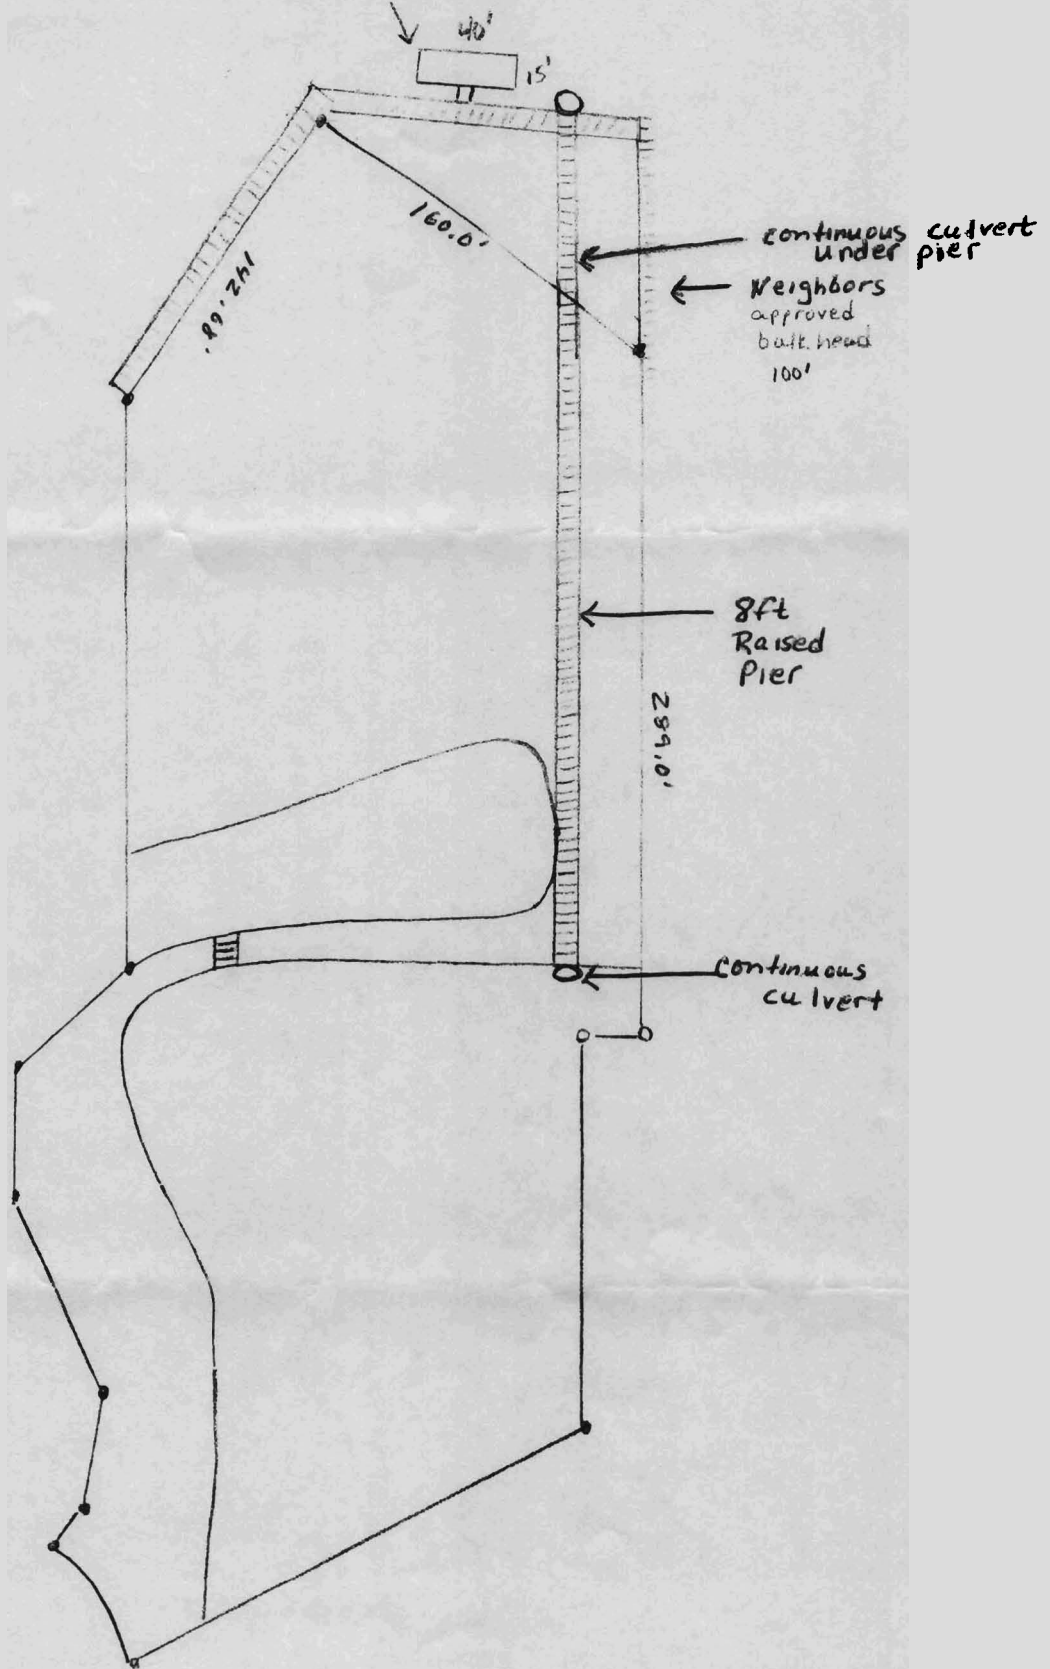 40'
15'
160.0'
142.68'
continuous culvert
under pier
Neighbors
approved
bulk head
100'
8ft
Raised
Pier
289.0'
continuous
culvert